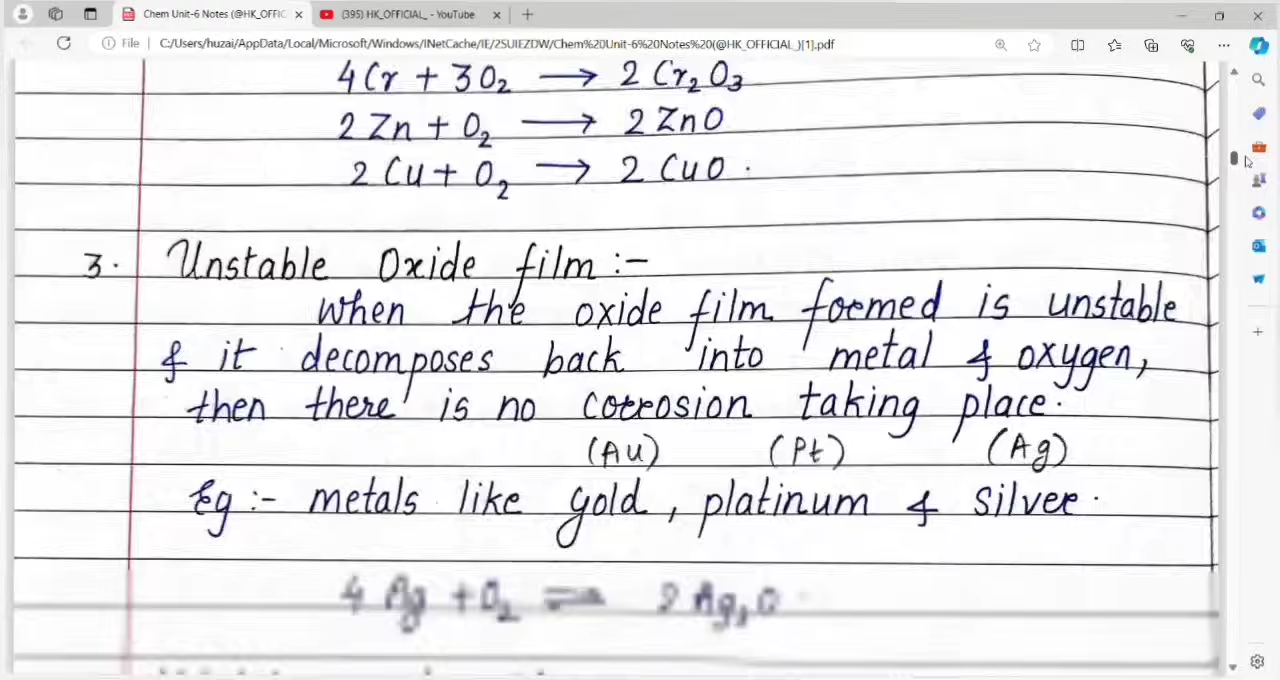 Chem Unit-6 Notes (@HK_OFFIC
(395) HK_OFFICIAL_ - YouTube
File
C:/Users/huzai/AppData/Local/Microsoft/Windows/INetCache/IE/2SUIEZDW/Chem%20Unit-6%20Notes%20(@HK_OFFICIAL_)[1].pdf
4Cr + 3O₂ → 2Cr₂O₃
2Zn + O₂ → 2ZnO
2Cu + O₂ → 2CuO.
3. Unstable Oxide film :-
When the oxide film formed is unstable
& it decomposes back into metal & oxygen,
then there is no corrosion taking place.
(Au) (Pt) (Ag)
Eg :- metals like gold, platinum & silver.
4Ag + O₂ ⇌ 2Ag₂O